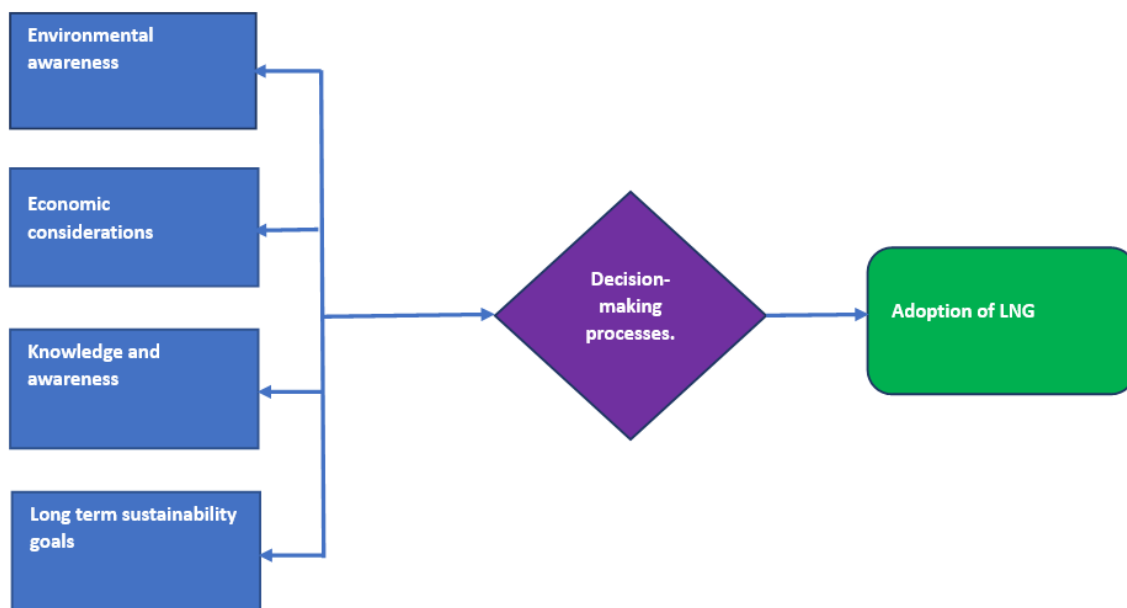 Environmental
awareness
Economic
considerations
Knowledge and
awareness
Long term sustainability
goals
Decision-
making
processes.
Adoption of LNG